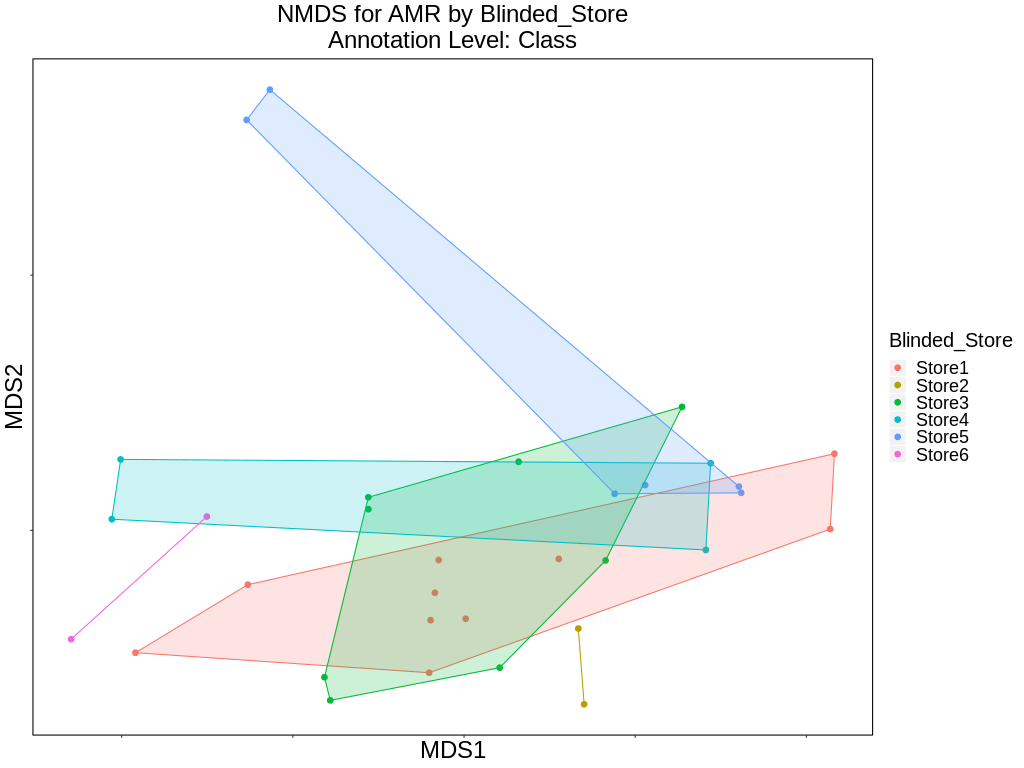 NMDS for AMR by Blinded_Store
Annotation Level: Class
MDS2
MDS1
Blinded_Store
Store1
Store2
Store3
Store4
Store5
Store6